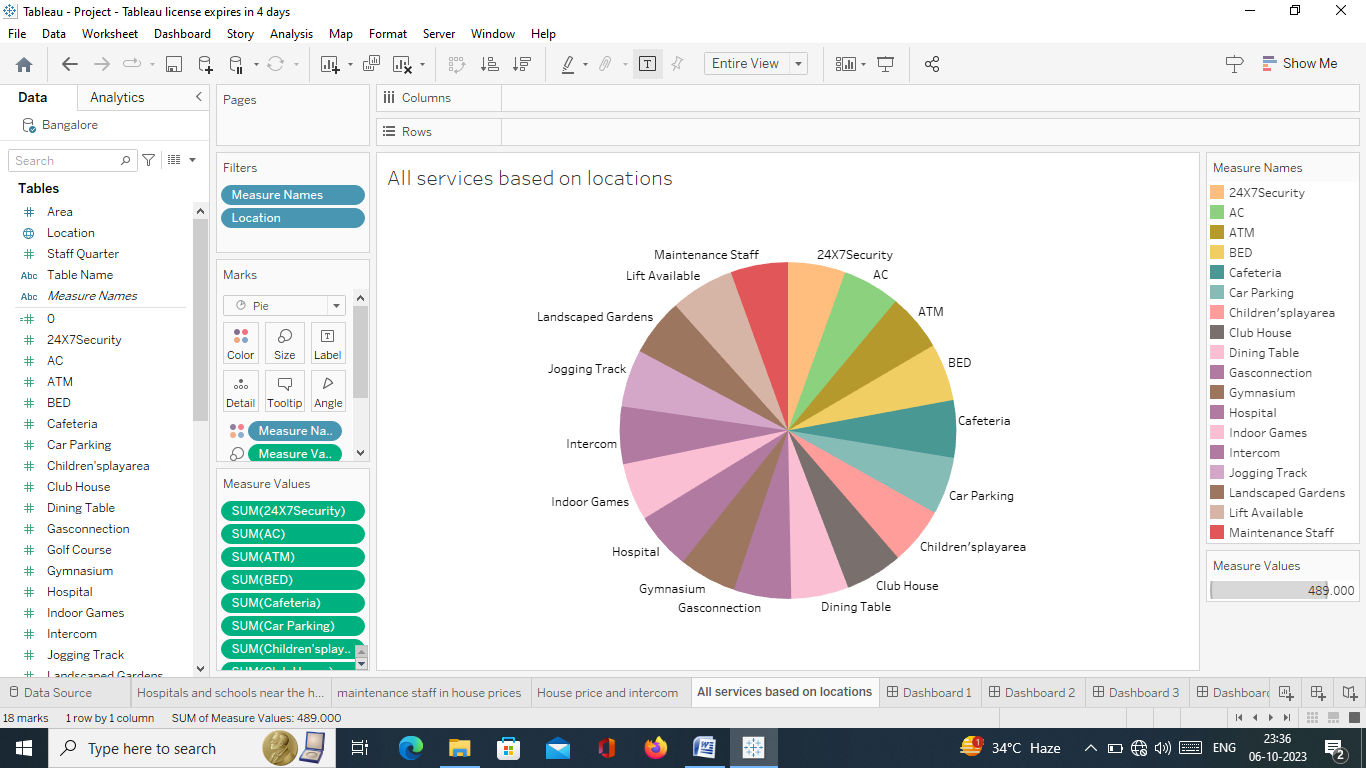 Tableau - Project - Tableau license expires in 4 days
File Data Worksheet Dashboard Story Analysis Map Format Server Window Help
Entire View
Show Me
Data Analytics
Bangalore
Search
Tables
Area
Location
Staff Quarter
Abc Table Name
Abc Measure Names
0
24X7Security
AC
ATM
BED
Cafeteria
Car Parking
Children'splayarea
Club House
Dining Table
Gasconnection
Golf Course
Gymnasium
Hospital
Indoor Games
Intercom
Jogging Track
Landscaped Gardens
Pages
Filters
Measure Names
Location
Marks
Pie
Color Size Label
Detail Tooltip Angle
Measure Na..
Measure Va..
Measure Values
SUM(24X7Security)
SUM(AC)
SUM(ATM)
SUM(BED)
SUM(Cafeteria)
SUM(Car Parking)
SUM(Children'splay..
SUM(Club House)
Columns
Rows
All services based on locations
Maintenance Staff 24X7Security
Lift Available AC
Landscaped Gardens ATM
Jogging Track BED
Intercom Cafeteria
Indoor Games Car Parking
Hospital Children'splayarea
Gymnasium Club House
Gasconnection Dining Table
Measure Names
24X7Security
AC
ATM
BED
Cafeteria
Car Parking
Children'splayarea
Club House
Dining Table
Gasconnection
Gymnasium
Hospital
Indoor Games
Intercom
Jogging Track
Landscaped Gardens
Lift Available
Maintenance Staff
Measure Values
489.000
Data Source Hospitals and schools near the h... maintenance staff in house prices House price and intercom All services based on locations Dashboard 1 Dashboard 2 Dashboard 3 Dashboard
18 marks 1 row by 1 column SUM of Measure Values: 489.000
Type here to search 1 34°C Haze ENG 23:36
06-10-2023 2